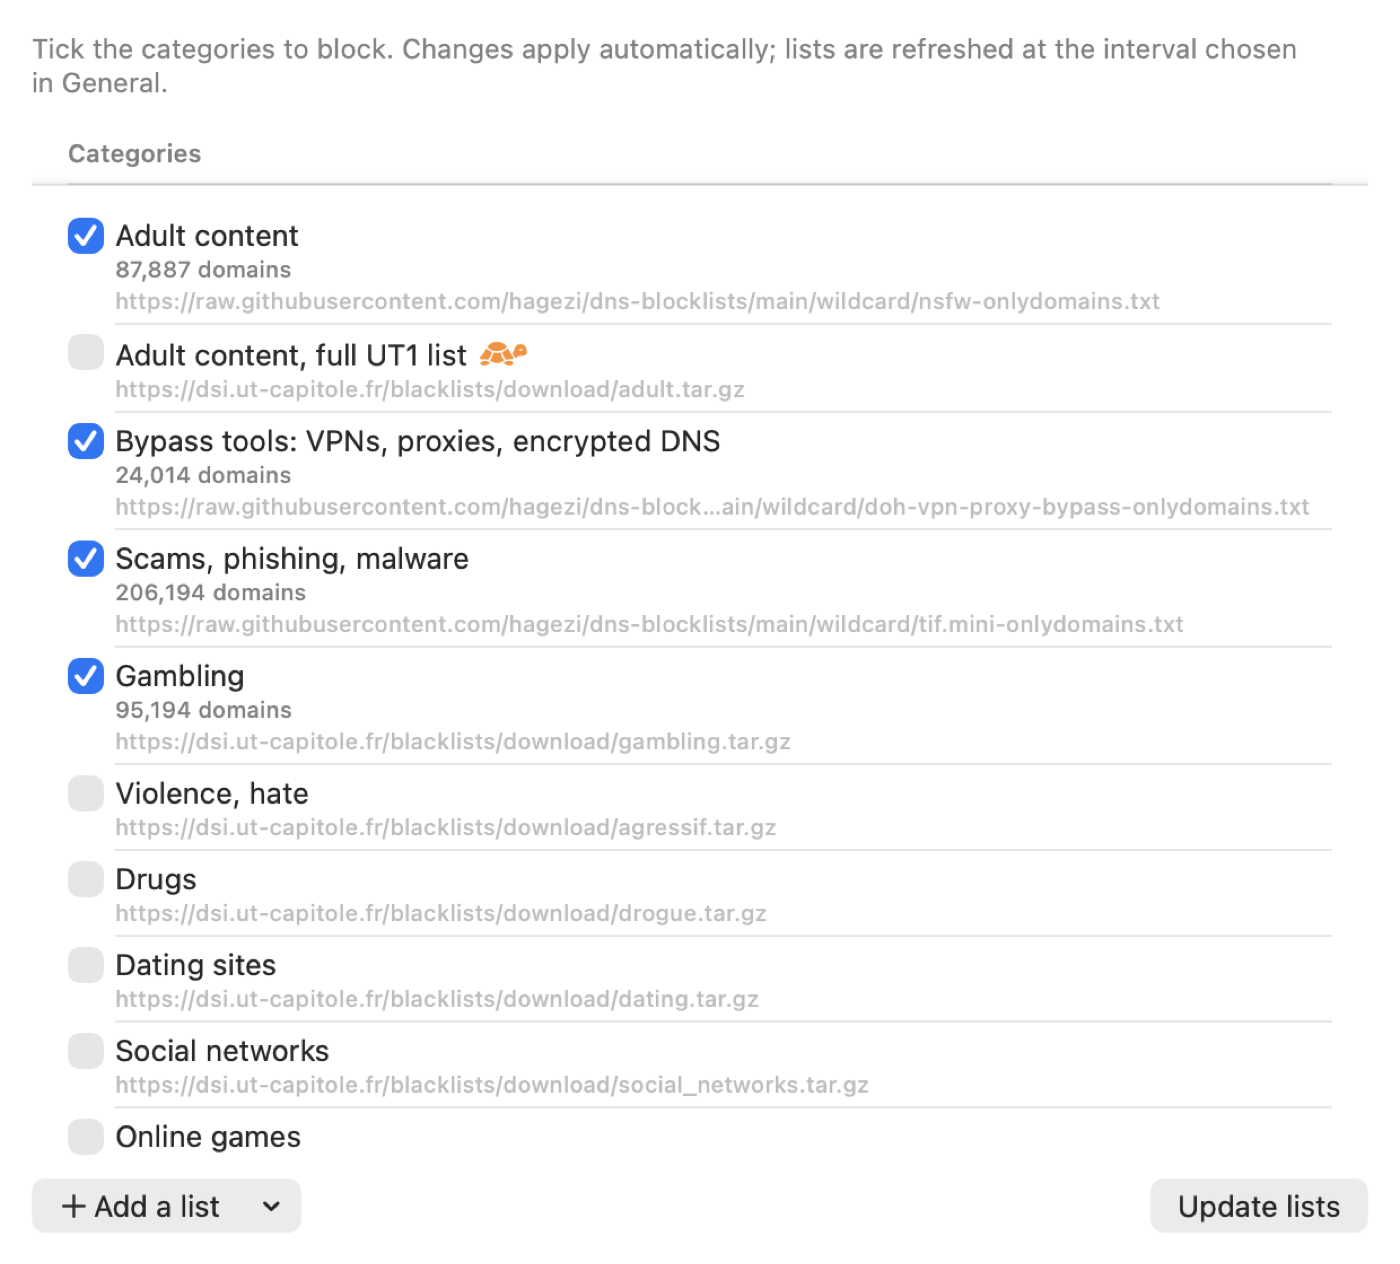 Tick the categories to block. Changes apply automatically; lists are refreshed at the interval chosen
in General.
Categories
Adult content
87,887 domains
https://raw.githubusercontent.com/hagezi/dns-blocklists/main/wildcard/nsfw-onlydomains.txt
Adult content, full UT1 list
https://dsi.ut-capitole.fr/blacklists/download/adult.tar.gz
Bypass tools: VPNs, proxies, encrypted DNS
24,014 domains
https://raw.githubusercontent.com/hagezi/dns-block...ain/wildcard/doh-vpn-proxy-bypass-onlydomains.txt
Scams, phishing, malware
206,194 domains
https://raw.githubusercontent.com/hagezi/dns-blocklists/main/wildcard/tif.mini-onlydomains.txt
Gambling
95,194 domains
https://dsi.ut-capitole.fr/blacklists/download/gambling.tar.gz
Violence, hate
https://dsi.ut-capitole.fr/blacklists/download/agressif.tar.gz
Drugs
https://dsi.ut-capitole.fr/blacklists/download/drogue.tar.gz
Dating sites
https://dsi.ut-capitole.fr/blacklists/download/dating.tar.gz
Social networks
https://dsi.ut-capitole.fr/blacklists/download/social_networks.tar.gz
Online games
+ Add a list
Update lists